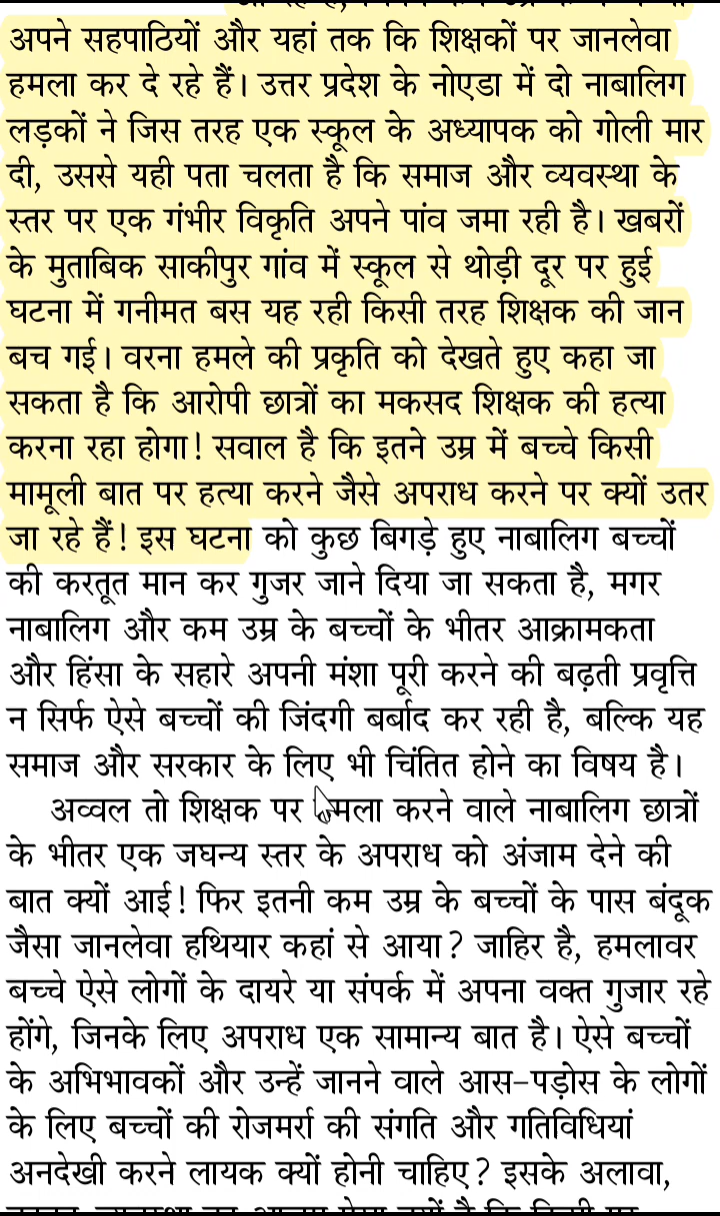 अपने सहपाठियों और यहां तक कि शिक्षकों पर जानलेवा
हमला कर दे रहे हैं। उत्तर प्रदेश के नोएडा में दो नाबालिग
लड़कों ने जिस तरह एक स्कूल के अध्यापक को गोली मार
दी, उससे यही पता चलता है कि समाज और व्यवस्था के
स्तर पर एक गंभीर विकृति अपने पांव जमा रही है। खबरों
के मुताबिक साकीपुर गांव में स्कूल से थोड़ी दूर पर हुई
घटना में गनीमत बस यह रही किसी तरह शिक्षक की जान
बच गई। वरना हमले की प्रकृति को देखते हुए कहा जा
सकता है कि आरोपी छात्रों का मकसद शिक्षक की हत्या
करना रहा होगा! सवाल है कि इतने उम्र में बच्चे किसी
मामूली बात पर हत्या करने जैसे अपराध करने पर क्यों उतर
जा रहे हैं! इस घटना को कुछ बिगड़े हुए नाबालिग बच्चों
की करतूत मान कर गुजर जाने दिया जा सकता है, मगर
नाबालिग और कम उम्र के बच्चों के भीतर आक्रामकता
और हिंसा के सहारे अपनी मंशा पूरी करने की बढ़ती प्रवृत्ति
न सिर्फ ऐसे बच्चों की जिंदगी बर्बाद कर रही है, बल्कि यह
समाज और सरकार के लिए भी चिंतित होने का विषय है।
अव्वल तो शिक्षक पर हमला करने वाले नाबालिग छात्रों
के भीतर एक जघन्य स्तर के अपराध को अंजाम देने की
बात क्यों आई! फिर इतनी कम उम्र के बच्चों के पास बंदूक
जैसा जानलेवा हथियार कहां से आया? जाहिर है, हमलावर
बच्चे ऐसे लोगों के दायरे या संपर्क में अपना वक्त गुजार रहे
होंगे, जिनके लिए अपराध एक सामान्य बात है। ऐसे बच्चों
के अभिभावकों और उन्हें जानने वाले आस-पड़ोस के लोगों
के लिए बच्चों की रोजमर्रा की संगति और गतिविधियां
अनदेखी करने लायक क्यों होनी चाहिए? इसके अलावा,